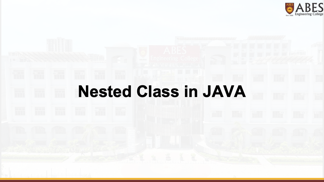 ABES
Engineering College
Nested Class in JAVA